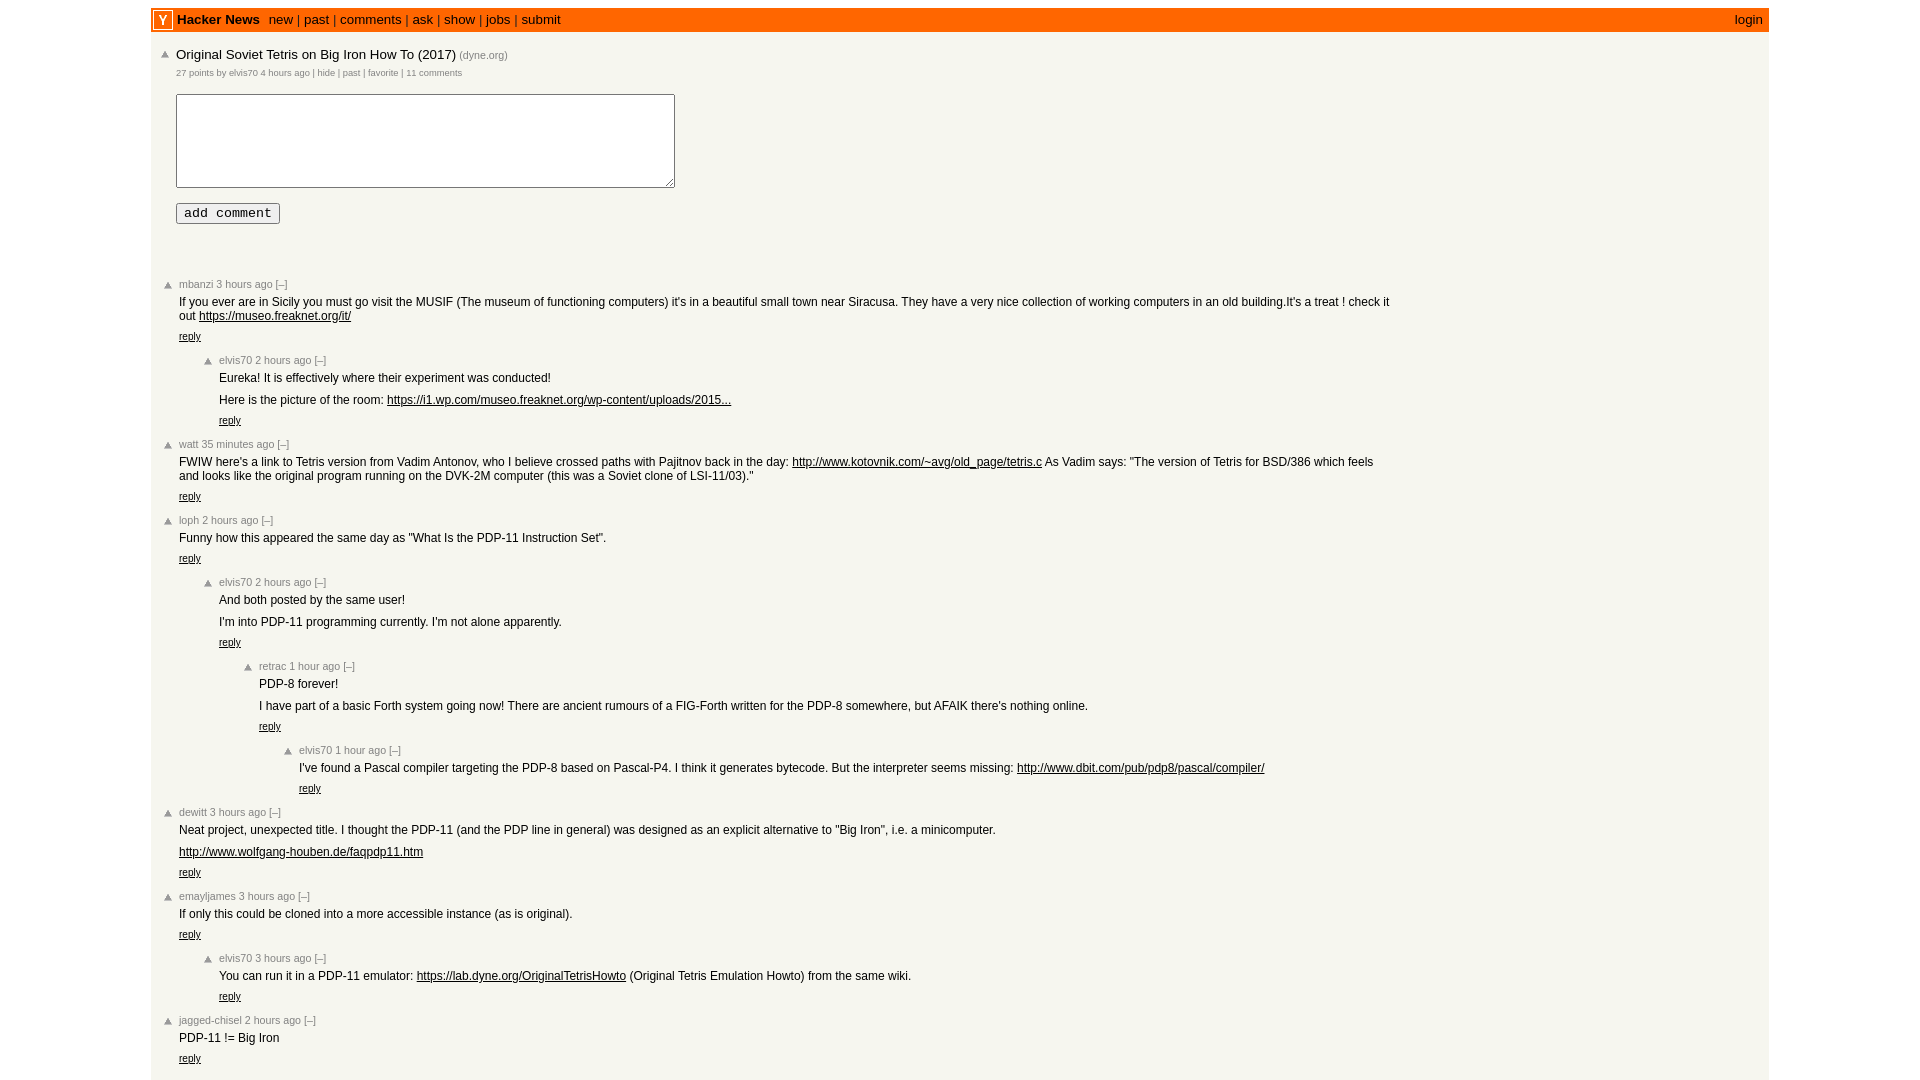 Y Hacker News new | past | comments | ask | show | jobs | submit login
Original Soviet Tetris on Big Iron How To (2017) (dyne.org)
27 points by elvis70 4 hours ago | hide | past | favorite | 11 comments
add comment
mbanzi 3 hours ago [–]
If you ever are in Sicily you must go visit the MUSIF (The museum of functioning computers) it's in a beautiful small town near Siracusa. They have a very nice collection of working computers in an old building.It's a treat ! check it
out https://museo.freaknet.org/it/
reply
elvis70 2 hours ago [–]
Eureka! It is effectively where their experiment was conducted!
Here is the picture of the room: https://i1.wp.com/museo.freaknet.org/wp-content/uploads/2015...
reply
watt 35 minutes ago [–]
FWIW here's a link to Tetris version from Vadim Antonov, who I believe crossed paths with Pajitnov back in the day: http://www.kotovnik.com/~avg/old_page/tetris.c As Vadim says: "The version of Tetris for BSD/386 which feels
and looks like the original program running on the DVK-2M computer (this was a Soviet clone of LSI-11/03)."
reply
loph 2 hours ago [–]
Funny how this appeared the same day as "What Is the PDP-11 Instruction Set".
reply
elvis70 2 hours ago [–]
And both posted by the same user!
I'm into PDP-11 programming currently. I'm not alone apparently.
reply
retrac 1 hour ago [–]
PDP-8 forever!
I have part of a basic Forth system going now! There are ancient rumours of a FIG-Forth written for the PDP-8 somewhere, but AFAIK there's nothing online.
reply
elvis70 1 hour ago [–]
I've found a Pascal compiler targeting the PDP-8 based on Pascal-P4. I think it generates bytecode. But the interpreter seems missing: http://www.dbit.com/pub/pdp8/pascal/compiler/
reply
dewitt 3 hours ago [–]
Neat project, unexpected title. I thought the PDP-11 (and the PDP line in general) was designed as an explicit alternative to "Big Iron", i.e. a minicomputer.
http://www.wolfgang-houben.de/faqpdp11.htm
reply
emayljames 3 hours ago [–]
If only this could be cloned into a more accessible instance (as is original).
reply
elvis70 3 hours ago [–]
You can run it in a PDP-11 emulator: https://lab.dyne.org/OriginalTetrisHowto (Original Tetris Emulation Howto) from the same wiki.
reply
jagged-chisel 2 hours ago [–]
PDP-11 != Big Iron
reply